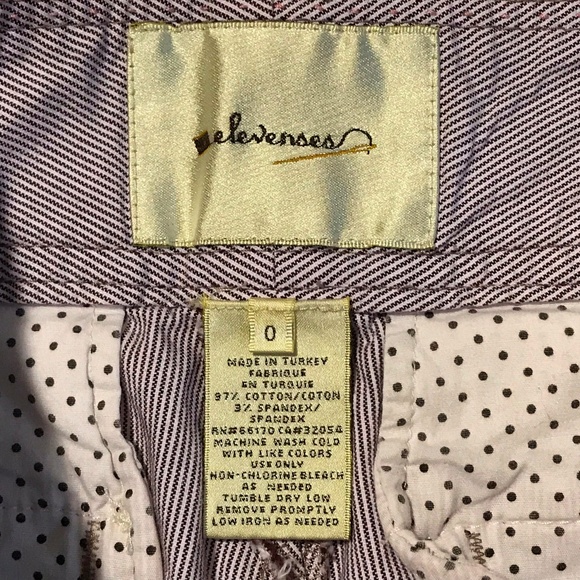 elevenses
0
MADE IN TURKEY
FABRIQUE
EN TURQUIE
97% COTTON/COTON
3% SPANDEX/
SPANDEX
RN#66170 CA#32054
MACHINE WASH COLD
WITH LIKE COLORS
USE ONLY
NON-CHLORINE BLEACH
AS NEEDED
TUMBLE DRY LOW
REMOVE PROMPTLY
LOW IRON AS NEEDED